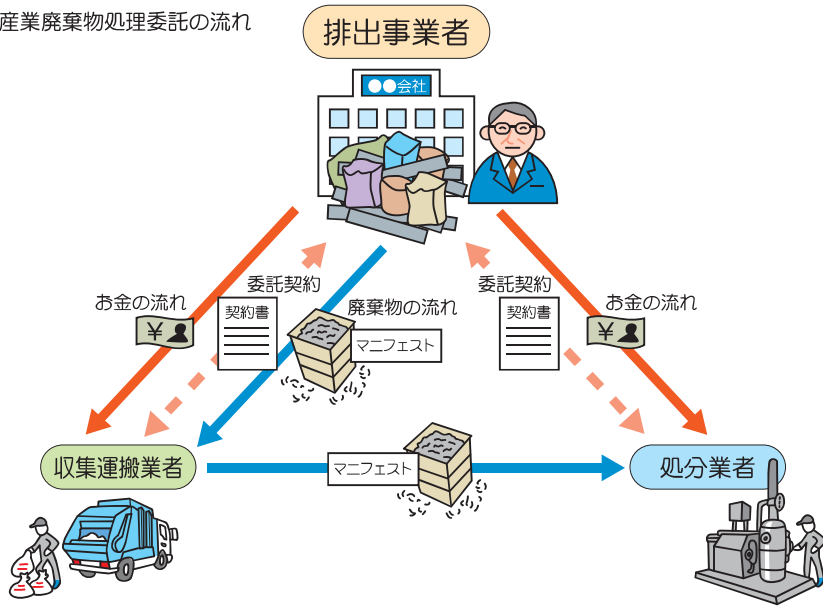 産業廃棄物処理委託の流れ
排出事業者
●●会社
お金の流れ
￥
委託契約
契約書
廃棄物の流れ
マニフェスト
委託契約
契約書
お金の流れ
￥
収集運搬業者
マニフェスト
処分業者